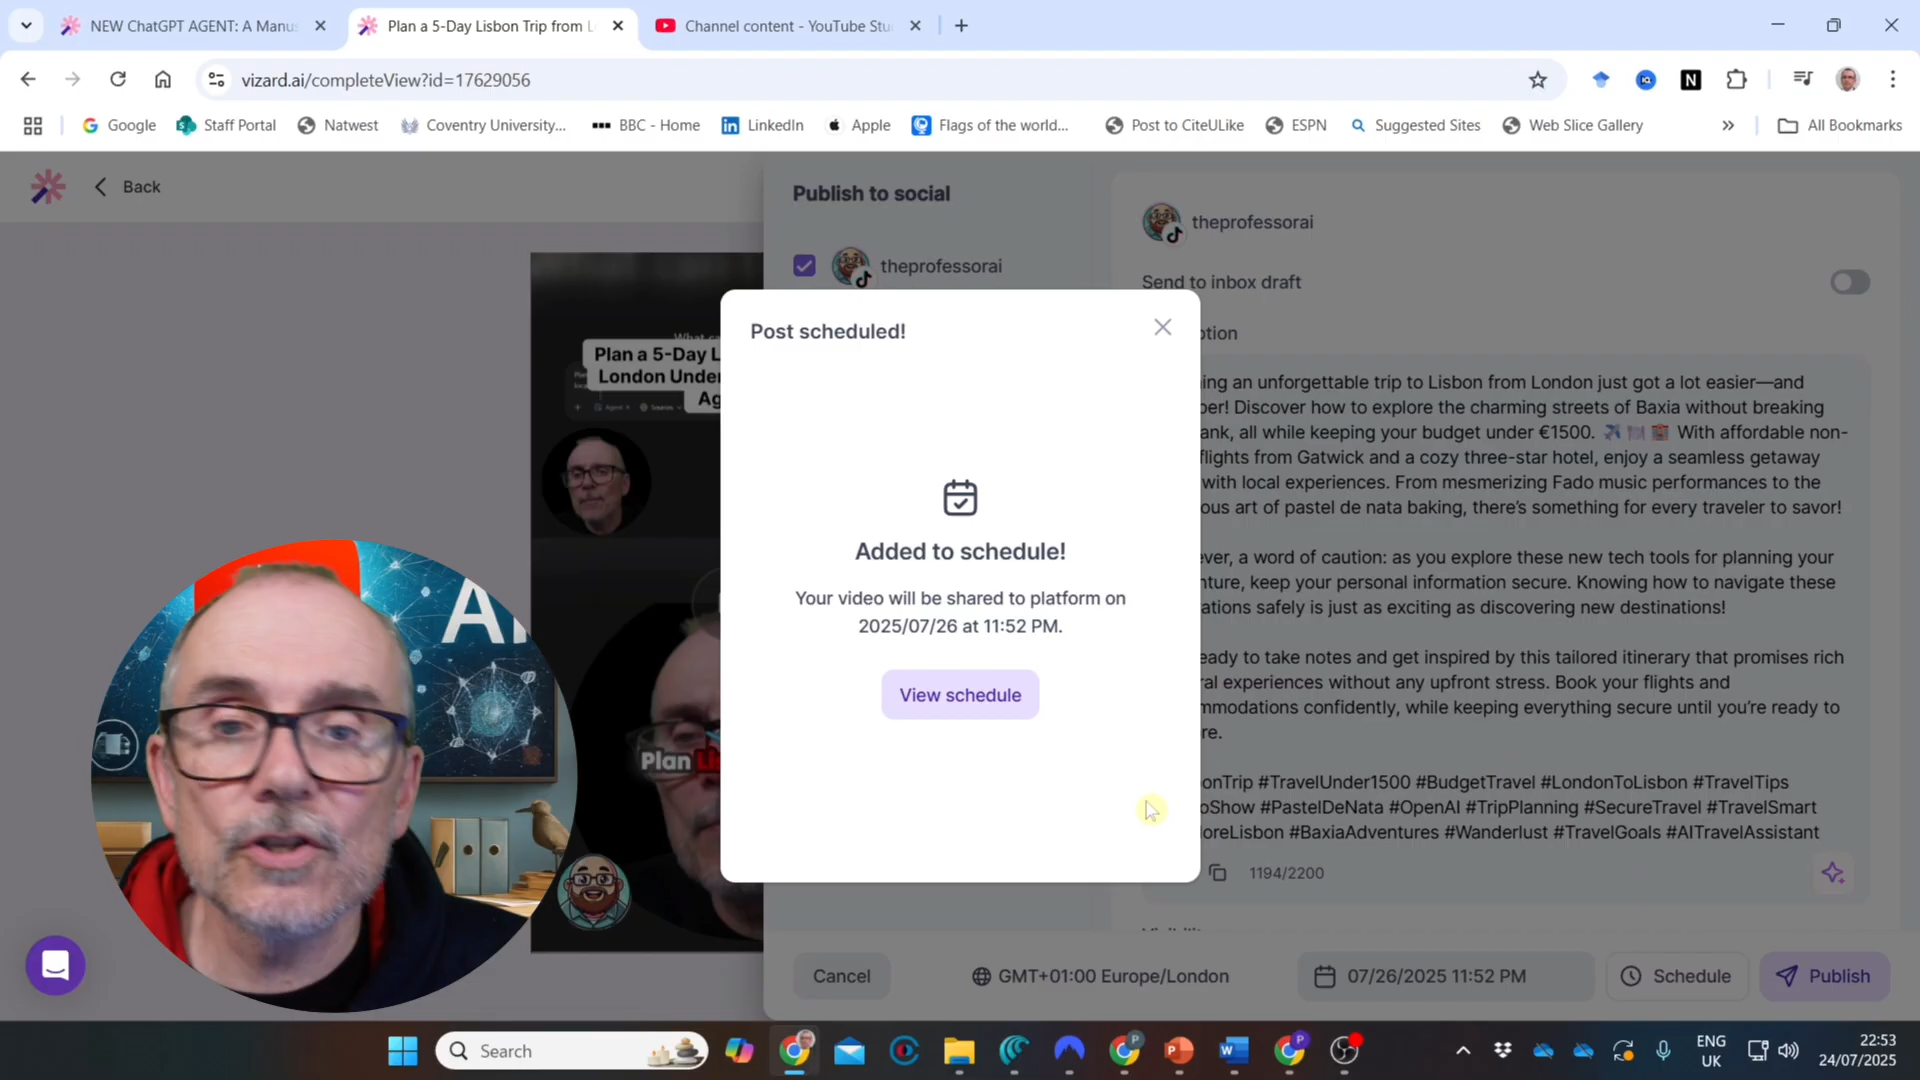 NEW ChatGPT AGENT: A Manus
Plan a 5-Day Lisbon Trip from L
Channel content - YouTube Stu
vizard.ai/completeView?id=17629056
Google
Staff Portal
Natwest
Coventry University...
BBC - Home
LinkedIn
Apple
Flags of the world...
Post to CiteULike
ESPN
Suggested Sites
Web Slice Gallery
All Bookmarks
Back
Publish to social
theprofessorai
theprofessorai
Send to inbox draft
Post scheduled!
Added to schedule!
Your video will be shared to platform on
2025/07/26 at 11:52 PM.
View schedule
Plan a 5-Day L
London Unde
Ag
Agent
Sources
Plan
AI
ption
ing an unforgettable trip to Lisbon from London just got a lot easier—and
per! Discover how to explore the charming streets of Baxia without breaking
ank, all while keeping your budget under €1500. ✈️ 🍽️ 🏨 With affordable non-
flights from Gatwick and a cozy three-star hotel, enjoy a seamless getaway
with local experiences. From mesmerizing Fado music performances to the
ous art of pastel de nata baking, there's something for every traveler to savor!
ever, a word of caution: as you explore these new tech tools for planning your
nture, keep your personal information secure. Knowing how to navigate these
ations safely is just as exciting as discovering new destinations!
eady to take notes and get inspired by this tailored itinerary that promises rich
ral experiences without any upfront stress. Book your flights and
mmodations confidently, while keeping everything secure until you're ready to
re.
onTrip #TravelUnder1500 #BudgetTravel #LondonToLisbon #TravelTips
oShow #PastelDeNata #OpenAI #TripPlanning #SecureTravel #TravelSmart
oreLisbon #BaxiaAdventures #Wanderlust #TravelGoals #AITravelAssistant
1194/2200
Cancel
GMT+01:00 Europe/London
07/26/2025 11:52 PM
Schedule
Publish
Search
ENG
UK
22:53
24/07/2025